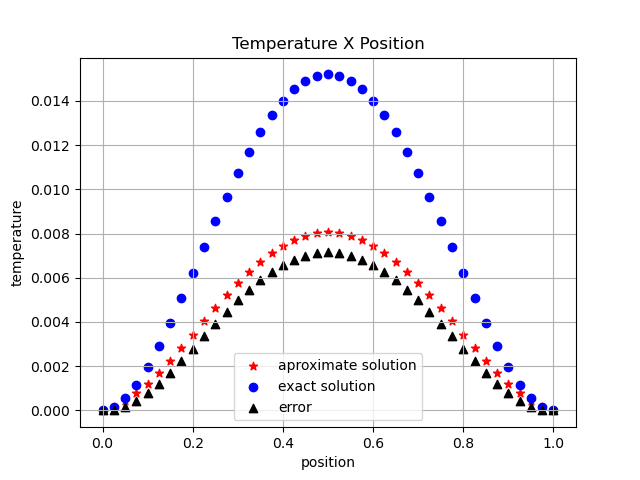 Temperature X Position
temperature
0.014
0.012
0.010
0.008
0.006
0.004
0.002
0.000
aproximate solution
exact solution
error
0.0 0.2 0.4 0.6 0.8 1.0
position